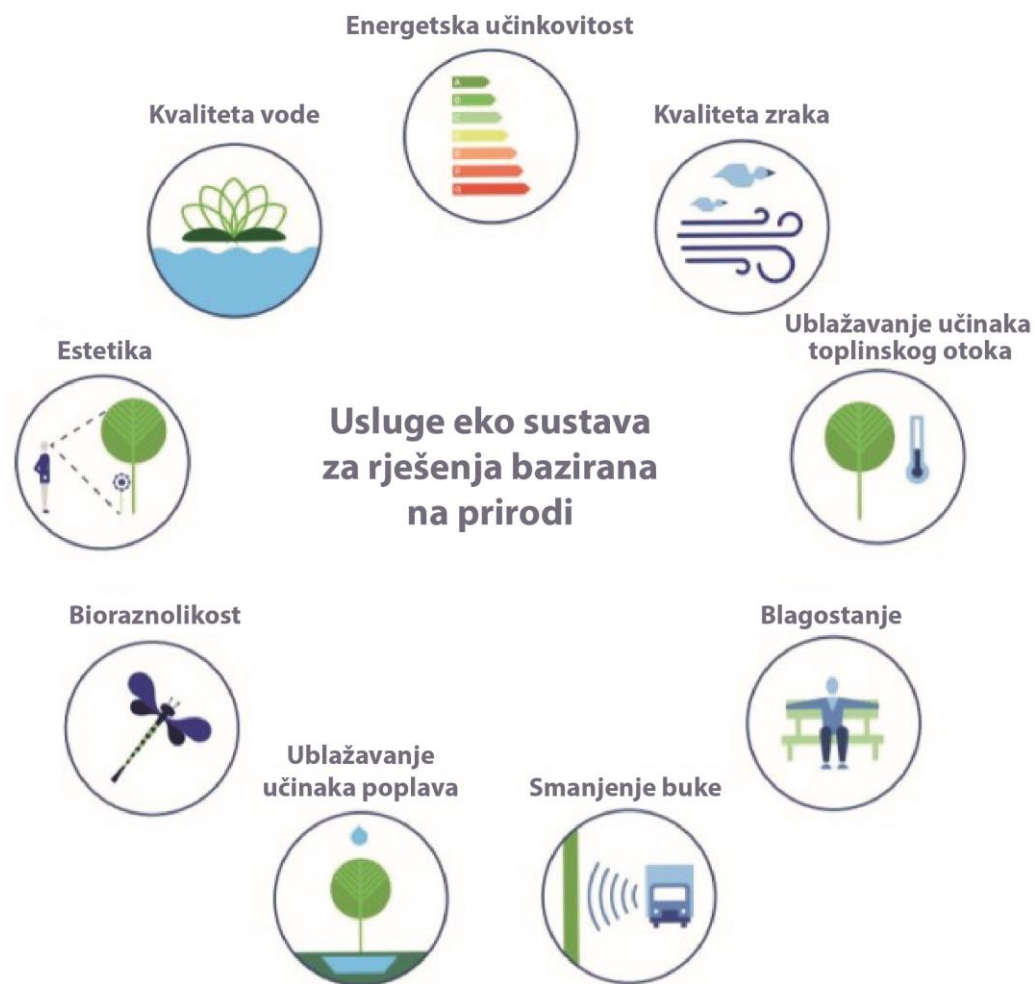 Energetska učinkovitost
Kvaliteta vode
Kvaliteta zraka
Ublažavanje učinaka
toplinskog otoka
Estetika
Usluge eko sustava
za rješenja bazirana
na prirodi
Bioraznolikost
Blagostanje
Ublažavanje
učinaka poplava
Smanjenje buke
A
G